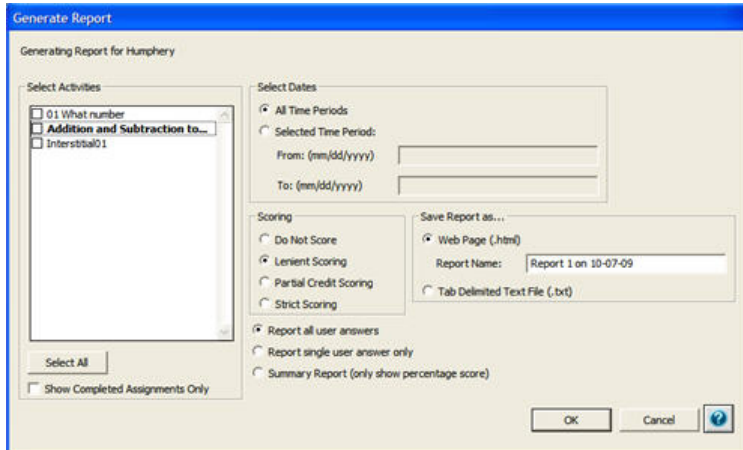 Generate Report
Generating Report for Humphery
Select Activities
01 What number
Addition and Subtraction to...
Interstitial01
Select All
Show Completed Assignments Only
Select Dates
All Time Periods
Selected Time Period:
From: (mm/dd/yyyy)
To: (mm/dd/yyyy)
Scoring
Do Not Score
Lenient Scoring
Partial Credit Scoring
Strict Scoring
Save Report as...
Web Page (.html)
Report Name: Report 1 on 10-07-09
Tab Delimited Text File (.txt)
Report all user answers
Report single user answer only
Summary Report (only show percentage score)
OK Cancel ?